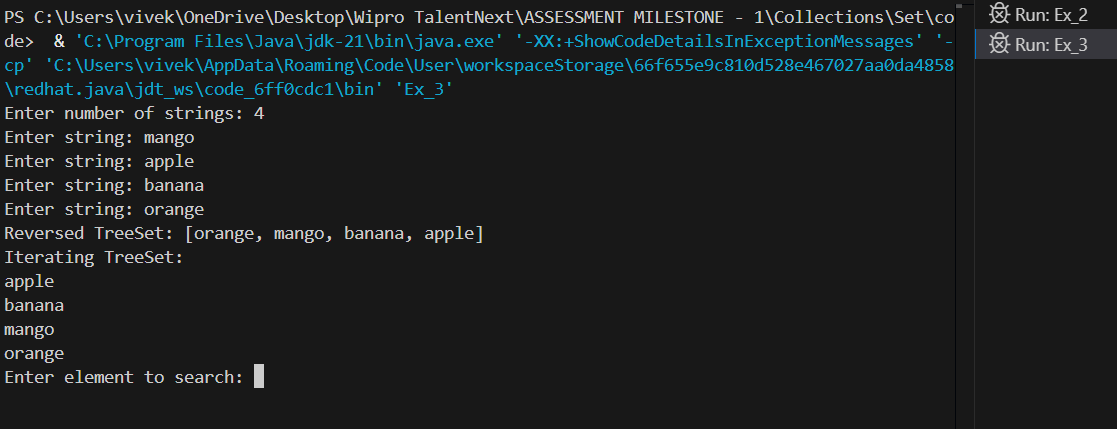 PS C:\Users\vivek\OneDrive\Desktop\Wipro TalentNext\ASSESSMENT MILESTONE - 1\Collections\Set\co
de>  & 'C:\Program Files\Java\jdk-21\bin\java.exe' '-XX:+ShowCodeDetailsInExceptionMessages' '-
cp' 'C:\Users\vivek\AppData\Roaming\Code\User\workspaceStorage\66f655e9c810d528e467027aa0da4858
\redhat.java\jdt_ws\code_6ff0cdc1\bin' 'Ex_3'
Enter number of strings: 4
Enter string: mango
Enter string: apple
Enter string: banana
Enter string: orange
Reversed TreeSet: [orange, mango, banana, apple]
Iterating TreeSet:
apple
banana
mango
orange
Enter element to search:
Run: Ex_2
Run: Ex_3